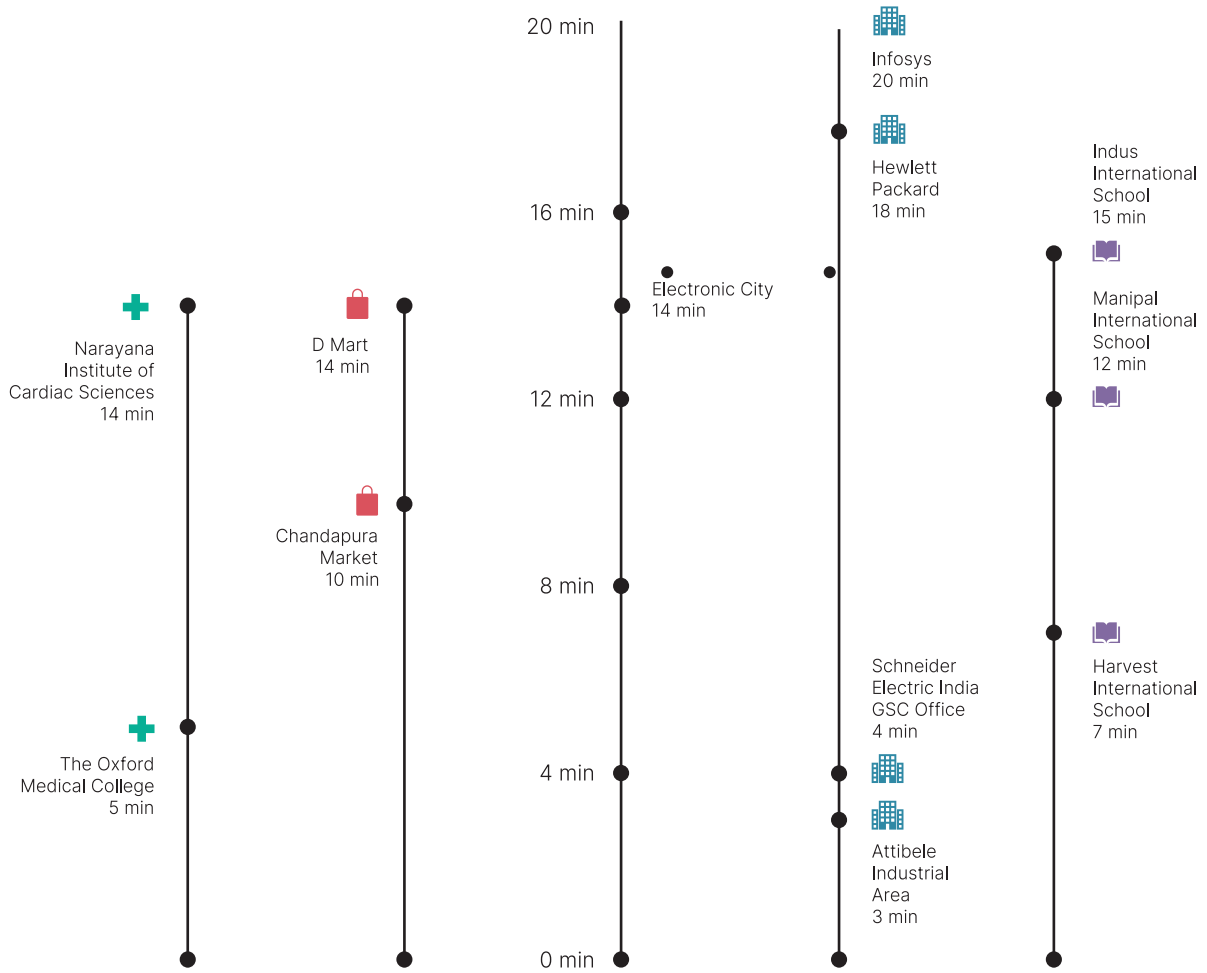 20 min
Infosys
20 min
Hewlett
Packard
18 min
Indus
International
School
15 min
16 min
Electronic City
14 min
Manipal
International
School
12 min
Narayana
Institute of
Cardiac Sciences
14 min
D Mart
14 min
12 min
Chandapura
Market
10 min
8 min
Schneider
Electric India
GSC Office
4 min
Harvest
International
School
7 min
The Oxford
Medical College
5 min
4 min
Attibele
Industrial
Area
3 min
0 min